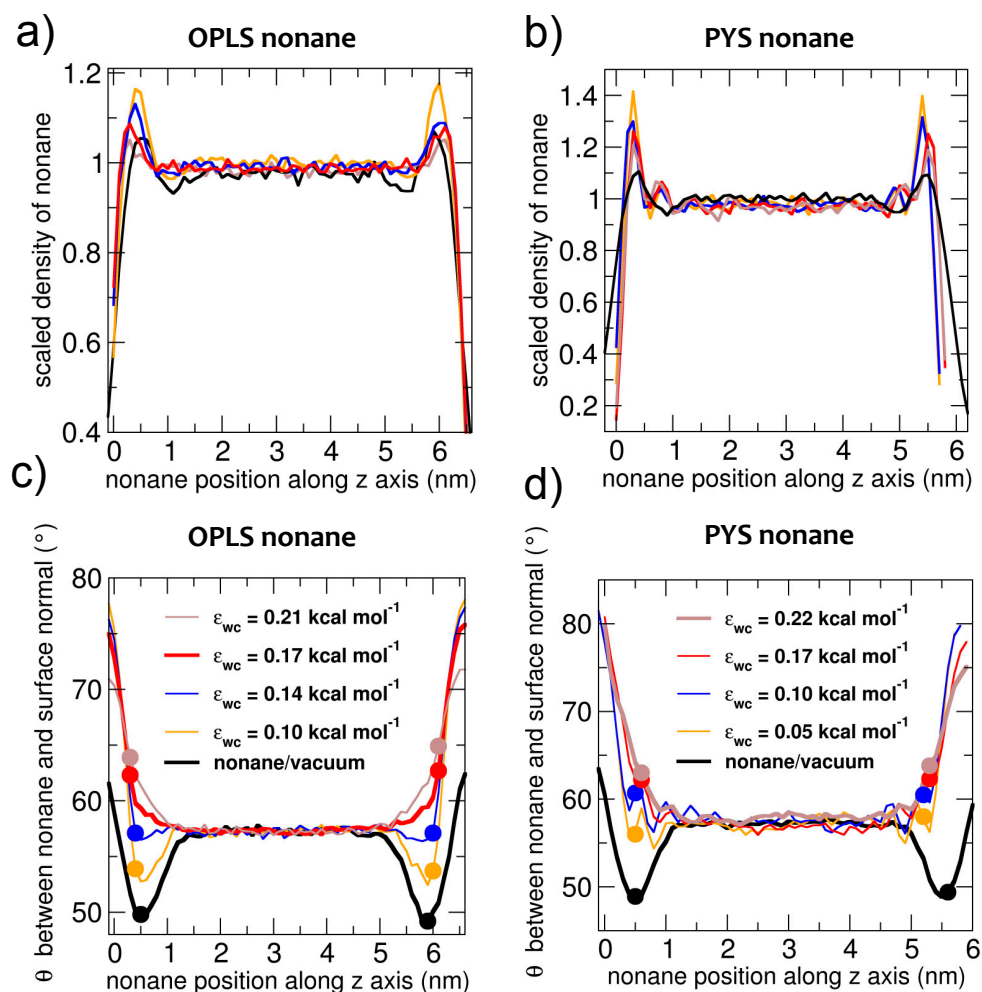 a)
OPLS nonane
scaled density of nonane
1.2
1
0.8
0.6
0.4
0 1 2 3 4 5 6
nonane position along z axis (nm)
b)
PYS nonane
scaled density of nonane
1.4
1.2
1.0
0.8
0.6
0.4
0.2
0 1 2 3 4 5 6
nonane position along z axis (nm)
c)
OPLS nonane
θ between nonane and surface normal (°)
80
70
60
50
εwc = 0.21 kcal mol-1
εwc = 0.17 kcal mol-1
εwc = 0.14 kcal mol-1
εwc = 0.10 kcal mol-1
nonane/vacuum
0 1 2 3 4 5 6
nonane position along z axis (nm)
d)
PYS nonane
θ between nonane and surface normal (°)
80
70
60
50
εwc = 0.22 kcal mol-1
εwc = 0.17 kcal mol-1
εwc = 0.10 kcal mol-1
εwc = 0.05 kcal mol-1
nonane/vacuum
0 1 2 3 4 5 6
nonane position along z axis (nm)